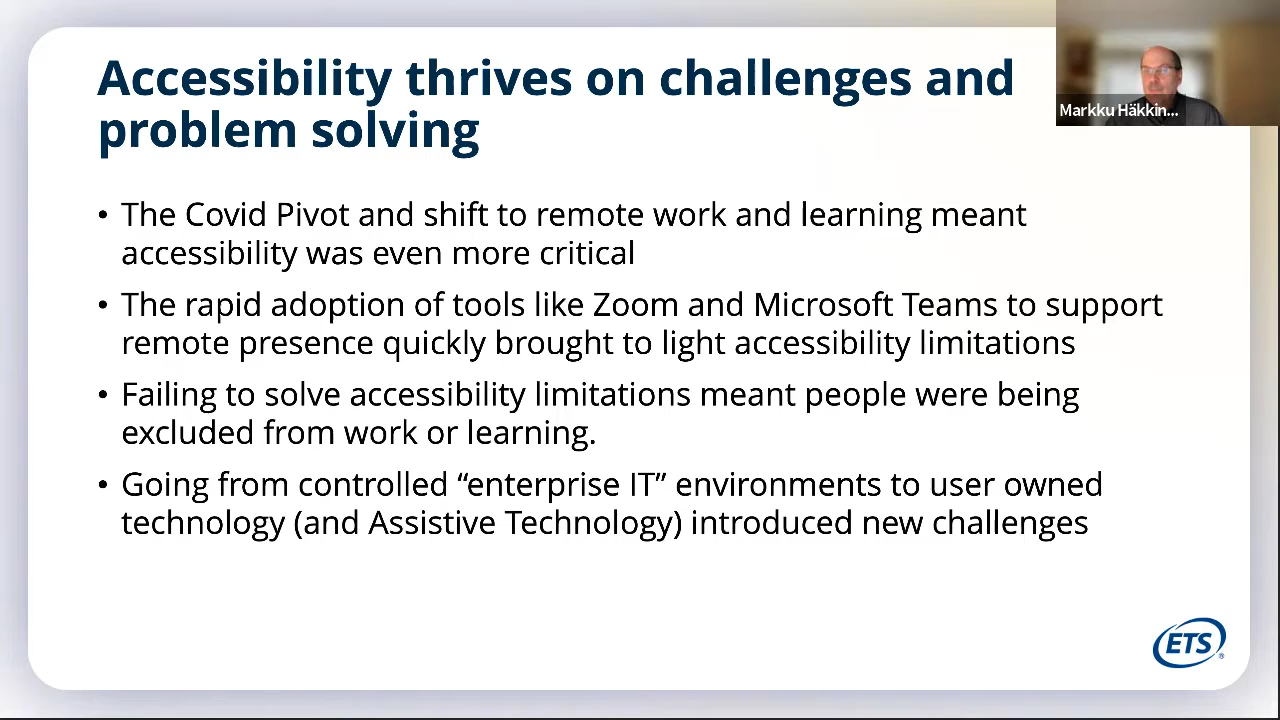 Accessibility thrives on challenges and
problem solving
Markku Häkkin...
• The Covid Pivot and shift to remote work and learning meant
accessibility was even more critical
• The rapid adoption of tools like Zoom and Microsoft Teams to support
remote presence quickly brought to light accessibility limitations
• Failing to solve accessibility limitations meant people were being
excluded from work or learning.
• Going from controlled “enterprise IT” environments to user owned
technology (and Assistive Technology) introduced new challenges
ETS®